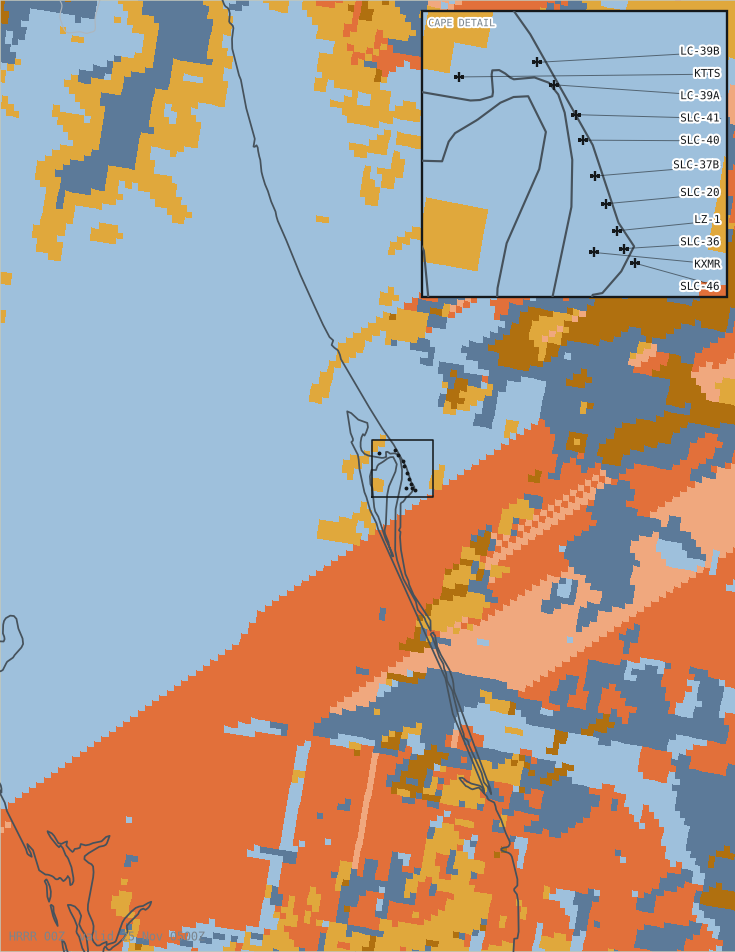 CAPE DETAIL
LC-39B
KTTS
LC-39A
SLC-41
SLC-40
SLC-37B
SLC-20
LZ-1
SLC-36
KXMR
SLC-46